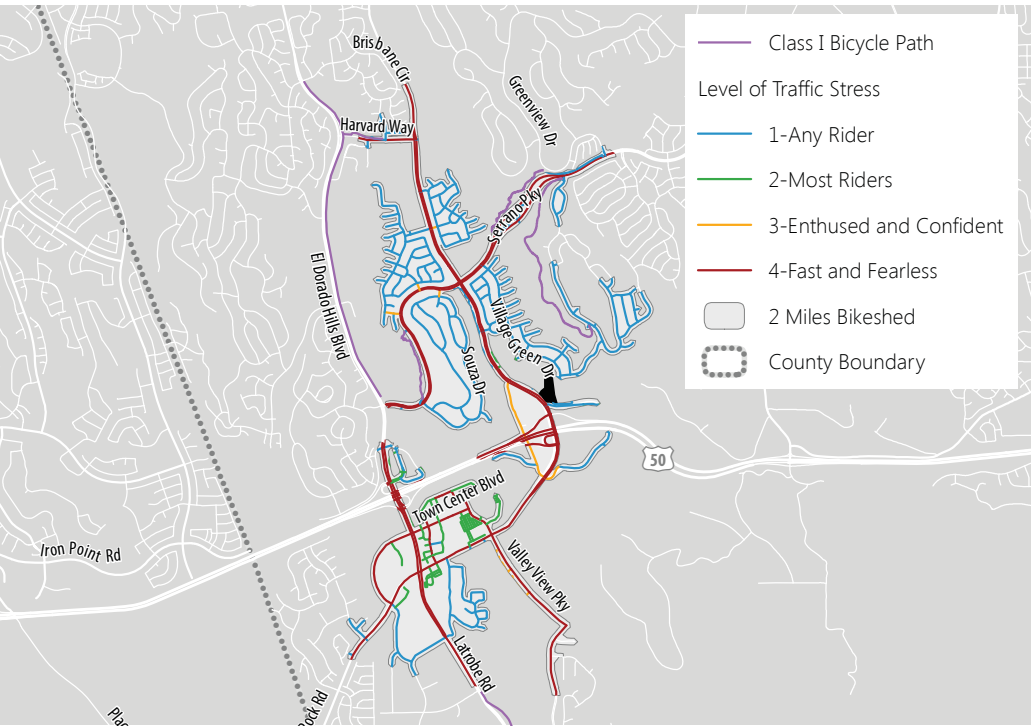 Class I Bicycle Path
Level of Traffic Stress
1-Any Rider
2-Most Riders
3-Enthused and Confident
4-Fast and Fearless
2 Miles Bikeshed
County Boundary
Brisbane Cir
Greenview Dr
Harvard Way
Serrano Pky
El Dorado Hills Blvd
Village Green Dr
Souza Dr
50
Town Center Blvd
Iron Point Rd
Valley View Pky
Latrobe Rd
ock Rd